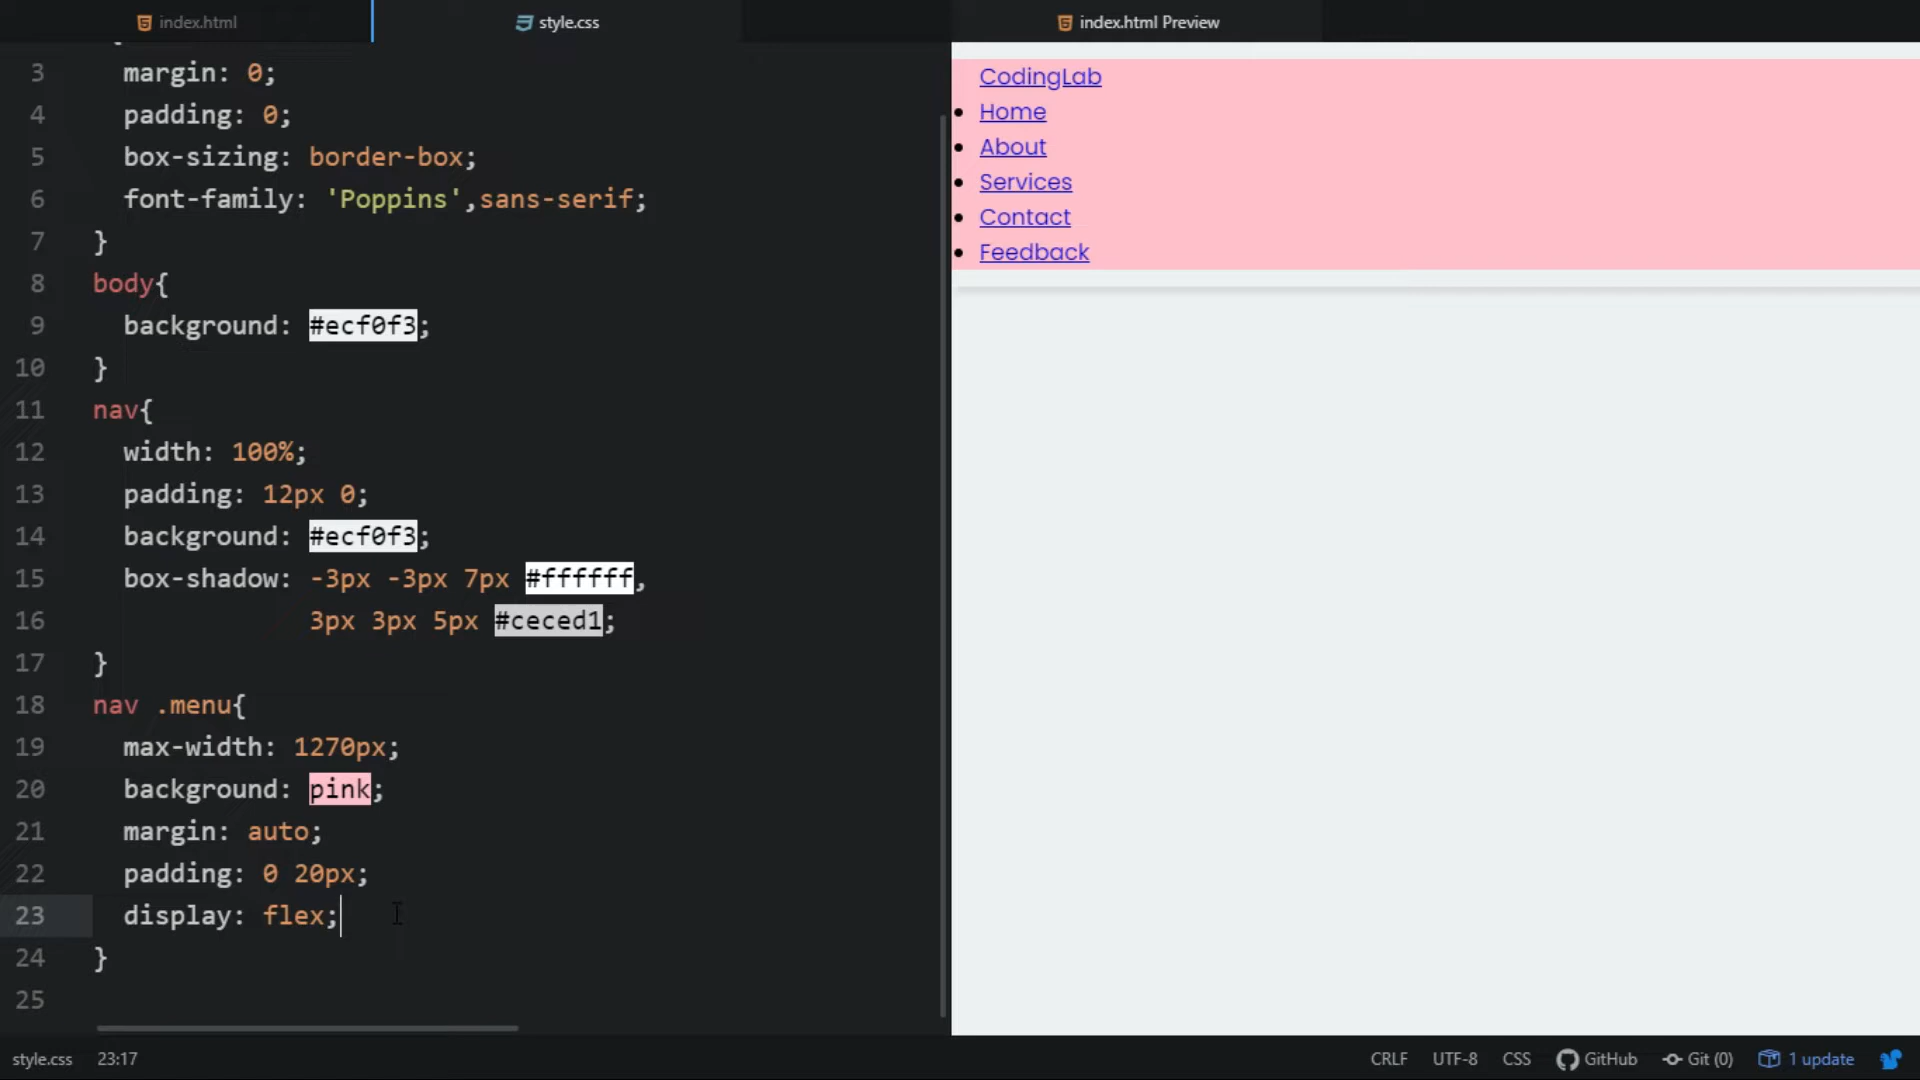 index.html
style.css
index.html Preview
3 margin: 0;
4 padding: 0;
5 box-sizing: border-box;
6 font-family: 'Poppins',sans-serif;
7 }
8 body{
9 background: #ecf0f3;
10 }
11 nav{
12 width: 100%;
13 padding: 12px 0;
14 background: #ecf0f3;
15 box-shadow: -3px -3px 7px #ffffff,
16 3px 3px 5px #ceced1;
17 }
18 nav .menu{
19 max-width: 1270px;
20 background: pink;
21 margin: auto;
22 padding: 0 20px;
23 display: flex;
24 }
25
CodingLab
• Home
• About
• Services
• Contact
• Feedback
style.css 23:17
CRLF UTF-8 CSS GitHub Git (0) 1 update